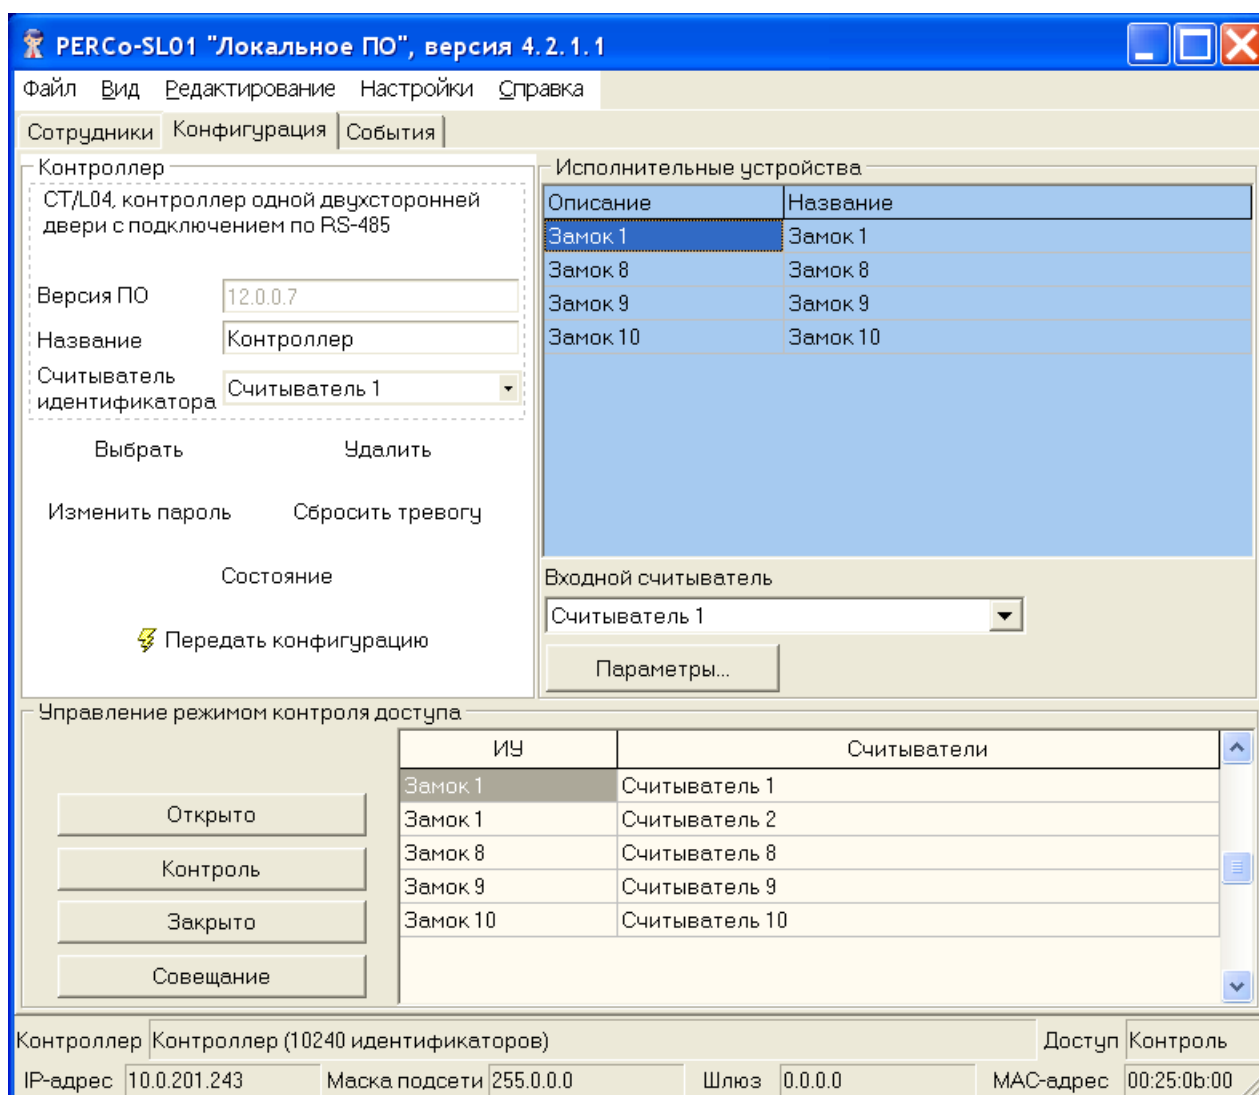 PERCo-SL01 "Локальное ПО", версия 4.2.1.1
Файл Вид Редактирование Настройки Справка
Сотрудники Конфигурация События
Контроллер
CT/L04, контроллер одной двухсторонней
двери с подключением по RS-485
Версия ПО 12.0.0.7
Название Контроллер
Считыватель
идентификатора Считыватель 1
Выбрать Удалить
Изменить пароль Сбросить тревогу
Состояние
Передать конфигурацию
Исполнительные устройства
Описание Название
Замок 1 Замок 1
Замок 8 Замок 8
Замок 9 Замок 9
Замок 10 Замок 10
Входной считыватель
Считыватель 1
Параметры...
Управление режимом контроля доступа
Открыто
Контроль
Закрыто
Совещание
ИУ Считыватели
Замок 1 Считыватель 1
Замок 1 Считыватель 2
Замок 8 Считыватель 8
Замок 9 Считыватель 9
Замок 10 Считыватель 10
Контроллер Контроллер (10240 идентификаторов) Доступ Контроль
IP-адрес 10.0.201.243 Маска подсети 255.0.0.0 Шлюз 0.0.0.0 MAC-адрес 00:25:0b:00